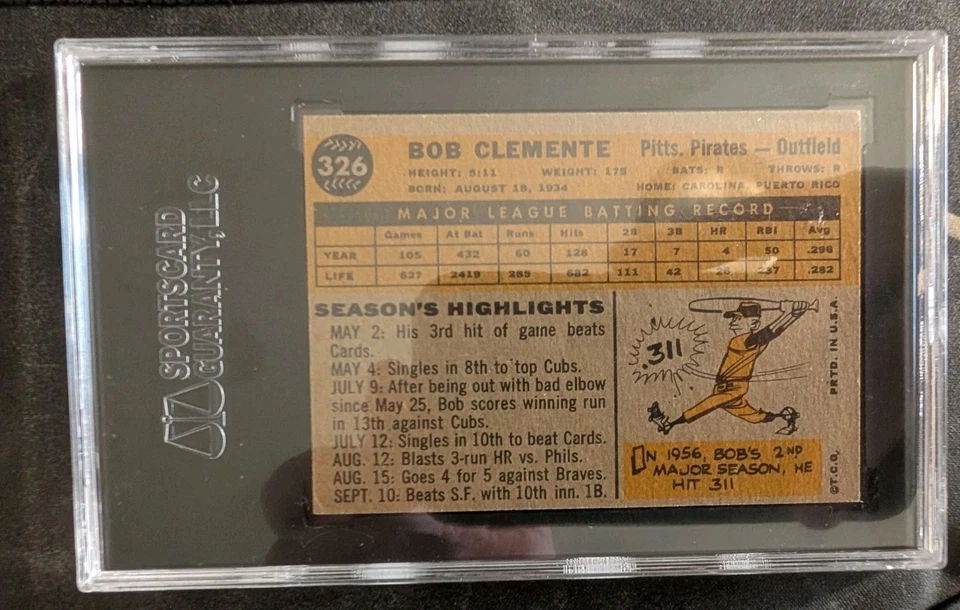 SPORTSCARD
GUARANTY, LLC
326
BOB CLEMENTE Pitts. Pirates — Outfield
HEIGHT: 5:11 WEIGHT: 175 BATS: R THROWS: R
BORN: AUGUST 18, 1934 HOME: CAROLINA, PUERTO RICO
MAJOR LEAGUE BATTING RECORD
Games At Bat Runs Hits 2B 3B HR RBI Avg
YEAR 105 432 60 128 17 7 4 50 .296
LIFE 627 2419 285 682 111 42 .282
SEASON'S HIGHLIGHTS
MAY 2: His 3rd hit of game beats
Cards.
MAY 4: Singles in 8th to top Cubs.
JULY 9: After being out with bad elbow
since May 25, Bob scores winning run
in 13th against Cubs.
JULY 12: Singles in 10th to beat Cards.
AUG. 12: Blasts 3-run HR vs. Phils.
AUG. 15: Goes 4 for 5 against Braves.
SEPT. 10: Beats S.F. with 10th inn. 1B.
.311
IN 1956, BOB'S 2ND
MAJOR SEASON, HE
HIT 311
©T.C.G. PRTD. IN U.S.A.